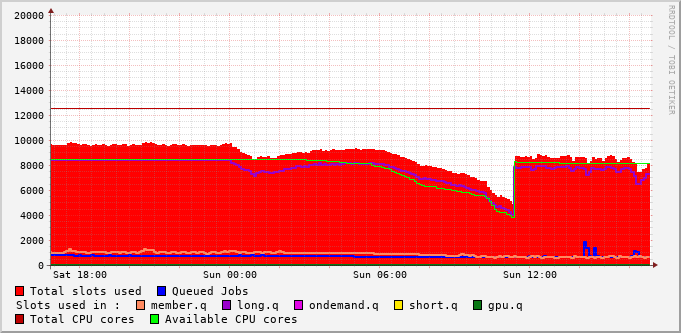 20000
18000
16000
14000
12000
10000
8000
6000
4000
2000
0
Sat 18:00 Sun 00:00 Sun 06:00 Sun 12:00
RRDTOOL / TOBI OETIKER
Total slots used Queued Jobs
Slots used in : member.q long.q ondemand.q short.q gpu.q
Total CPU cores Available CPU cores